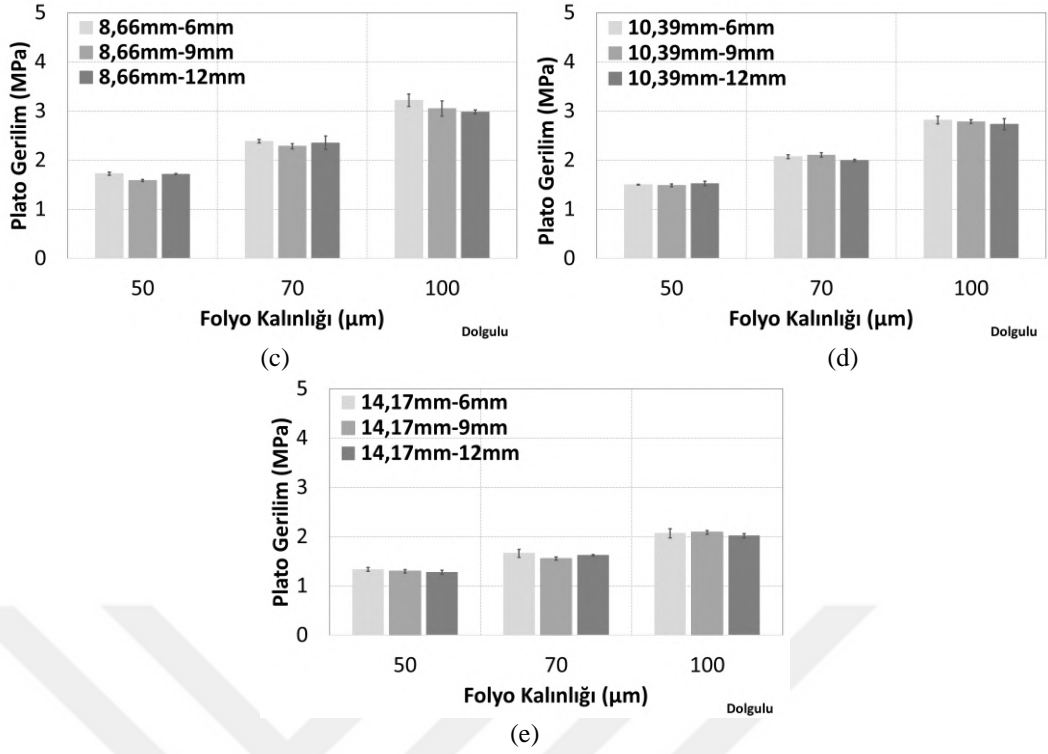 5
4
3
2
1
0
Plato Gerilim (MPa)
8,66mm-6mm
8,66mm-9mm
8,66mm-12mm
50 70 100
Folyo Kalınlığı (μm)
Dolgulu
(c)
5
4
3
2
1
0
Plato Gerilim (MPa)
10,39mm-6mm
10,39mm-9mm
10,39mm-12mm
50 70 100
Folyo Kalınlığı (μm)
Dolgulu
(d)
5
4
3
2
1
0
Plato Gerilim (MPa)
14,17mm-6mm
14,17mm-9mm
14,17mm-12mm
50 70 100
Folyo Kalınlığı (μm)
Dolgulu
(e)